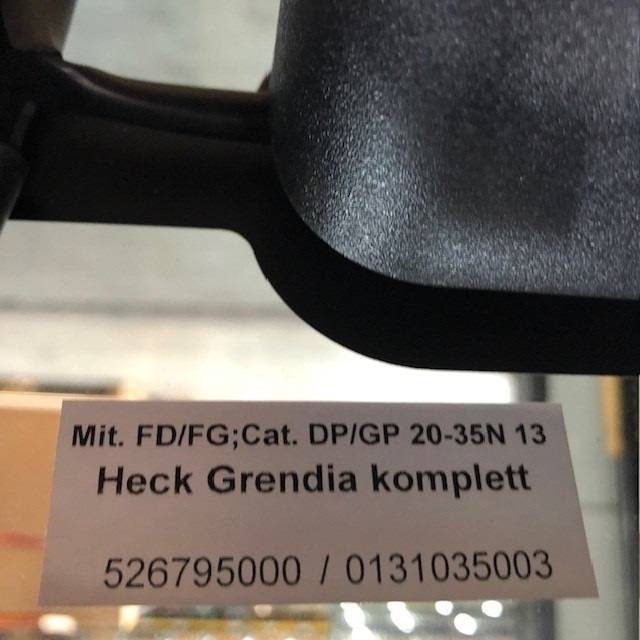 Mit. FD/FG;Cat. DP/GP 20-35N 13
Heck Grendia komplett
526795000 / 0131035003